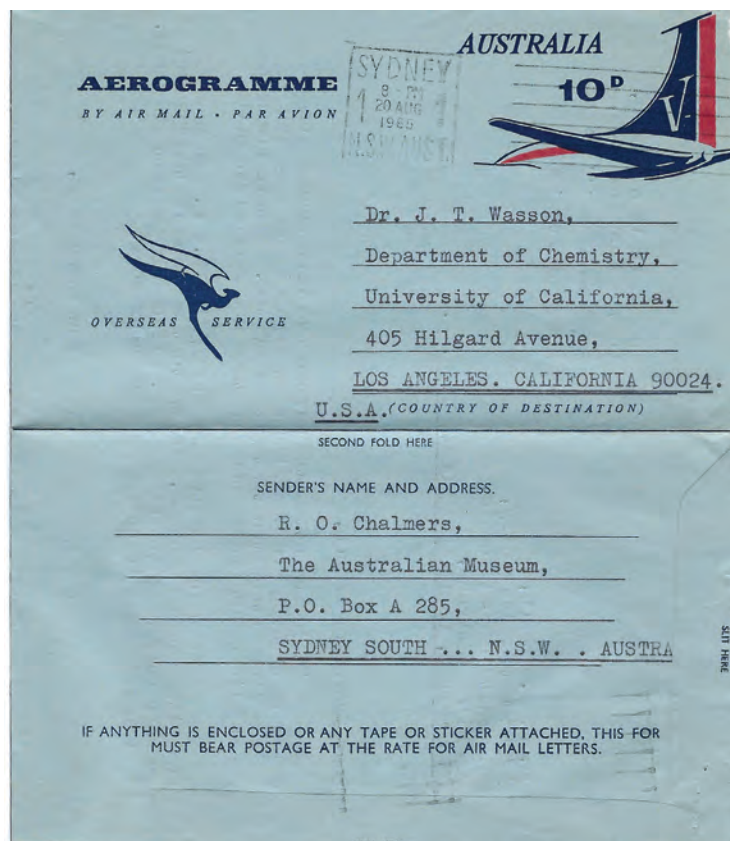 AUSTRALIA
10D
V
SYDNEY
8 - PM
20 AUG
1965
N.S.W. AUST.
AEROGRAMME
BY AIR MAIL · PAR AVION
Dr. J. T. Wasson,
Department of Chemistry,
University of California,
405 Hilgard Avenue,
OVERSEAS SERVICE
LOS ANGELES. CALIFORNIA 90024.
U.S.A. (COUNTRY OF DESTINATION)
SECOND FOLD HERE
SENDER'S NAME AND ADDRESS.
R. O. Chalmers,
The Australian Museum,
P.O. Box A 285,
SYDNEY SOUTH ... N.S.W. . AUSTRA
SLIT HERE
IF ANYTHING IS ENCLOSED OR ANY TAPE OR STICKER ATTACHED, THIS FOR
MUST BEAR POSTAGE AT THE RATE FOR AIR MAIL LETTERS.